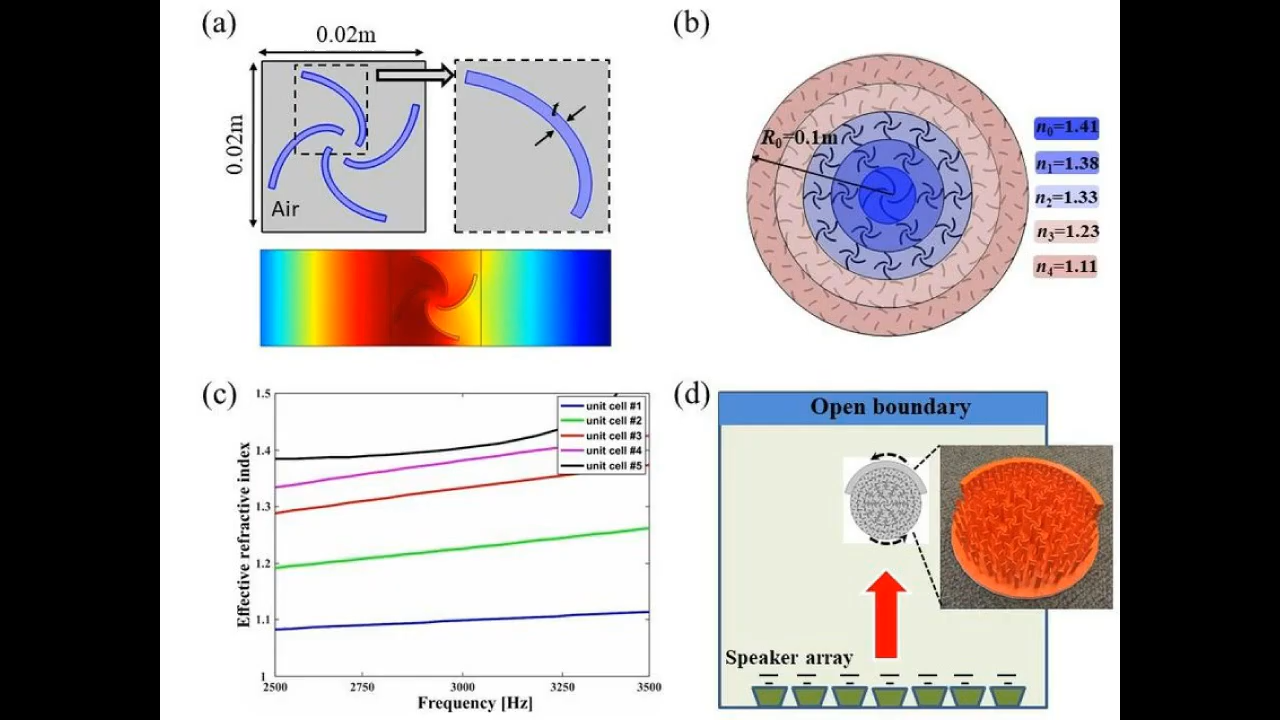 (a)
0.02m
0.02m
t
Air
(b)
R₀=0.1m
n₀=1.41
n₁=1.38
n₂=1.33
n₃=1.23
n₄=1.11
(c)
Effective refractive index
1.5
1.4
1.3
1.2
1.1
1
2500 2750 3000 3250 3500
Frequency [Hz]
unit cell #1
unit cell #2
unit cell #3
unit cell #4
unit cell #5
(d)
Open boundary
Speaker array